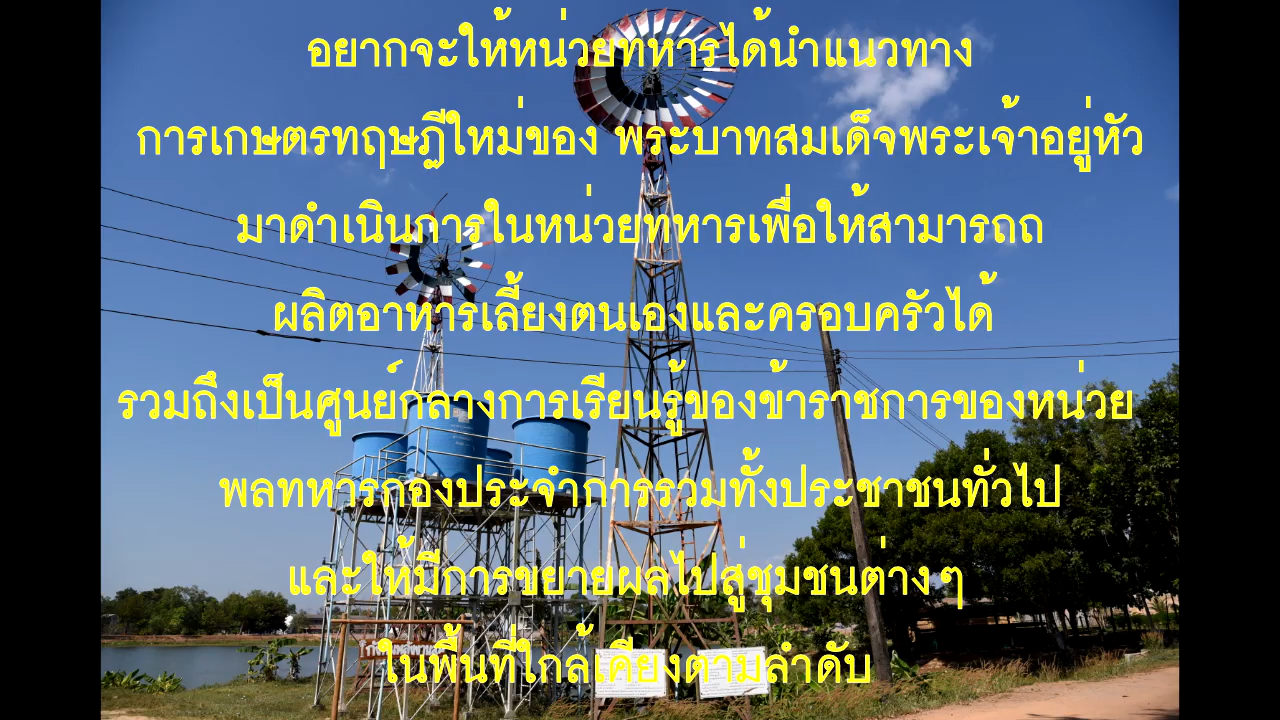 อยากจะให้หน่วยทหารได้นำแนวทาง
การเกษตรทฤษฏีใหม่ของ พระบาทสมเด็จพระเจ้าอยู่หัว
มาดำเนินการในหน่วยทหารเพื่อให้สามารถถ
ผลิตอาหารเลี้ยงตนเองและครอบครัวได้
รวมถึงเป็นศูนย์กลางการเรียนรู้ของข้าราชการของหน่วย
พลทหารกองประจำการรวมทั้งประชาชนทั่วไป
และให้มีการขยายผลไปสู่ชุมชนต่างๆ
ในพื้นที่ใกล้เคียงตามลำดับ